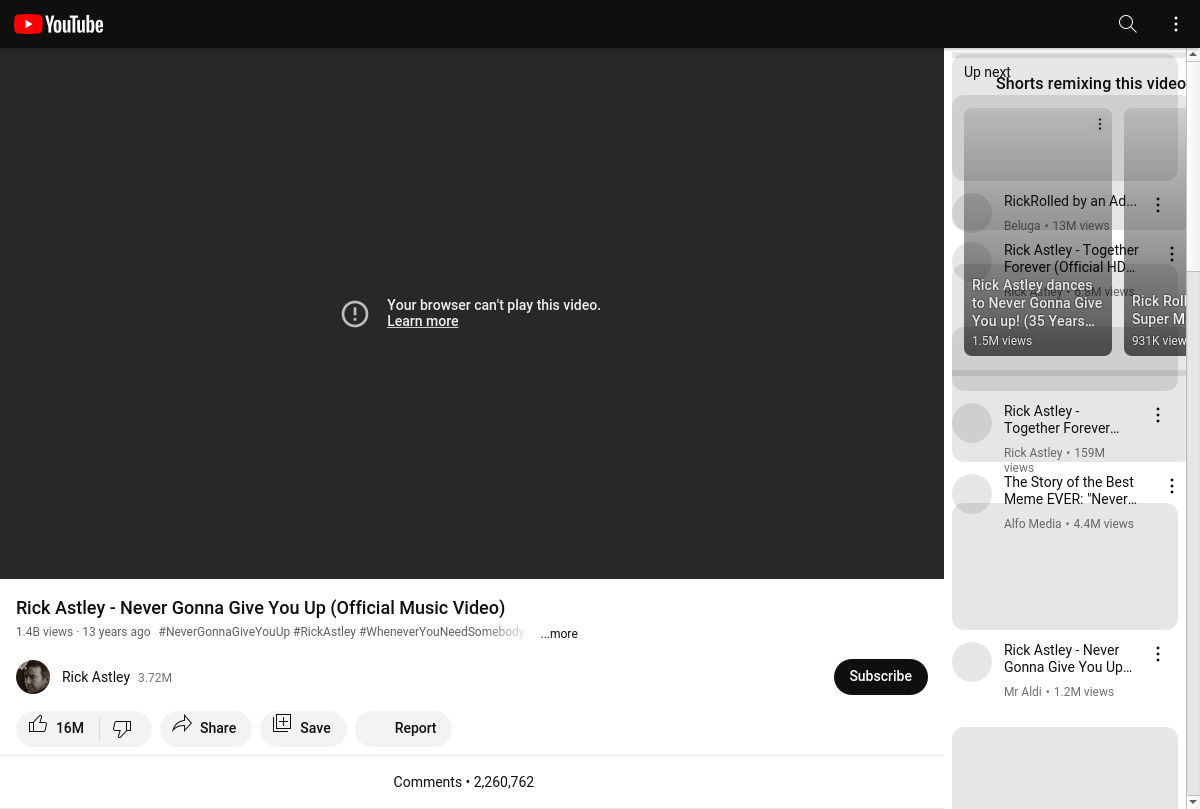 YouTube
Your browser can't play this video.
Learn more
Rick Astley - Never Gonna Give You Up (Official Music Video)
1.4B views · 13 years ago #NeverGonnaGiveYouUp #RickAstley #WheneverYouNeedSomebody
...more
Rick Astley 3.72M
Subscribe
16M
Share
Save
Report
Comments • 2,260,762
Up next
Shorts remixing this video
RickRolled by an Ad...
Beluga • 13M views
Rick Astley - Together
Forever (Official HD...
Rick Astley • 6.8M views
Rick Astley dances
to Never Gonna Give
You up! (35 Years...
1.5M views
Rick Roll
Super M
931K view
Rick Astley -
Together Forever...
Rick Astley • 159M
views
The Story of the Best
Meme EVER: "Never...
Alfo Media • 4.4M views
Rick Astley - Never
Gonna Give You Up...
Mr Aldi • 1.2M views